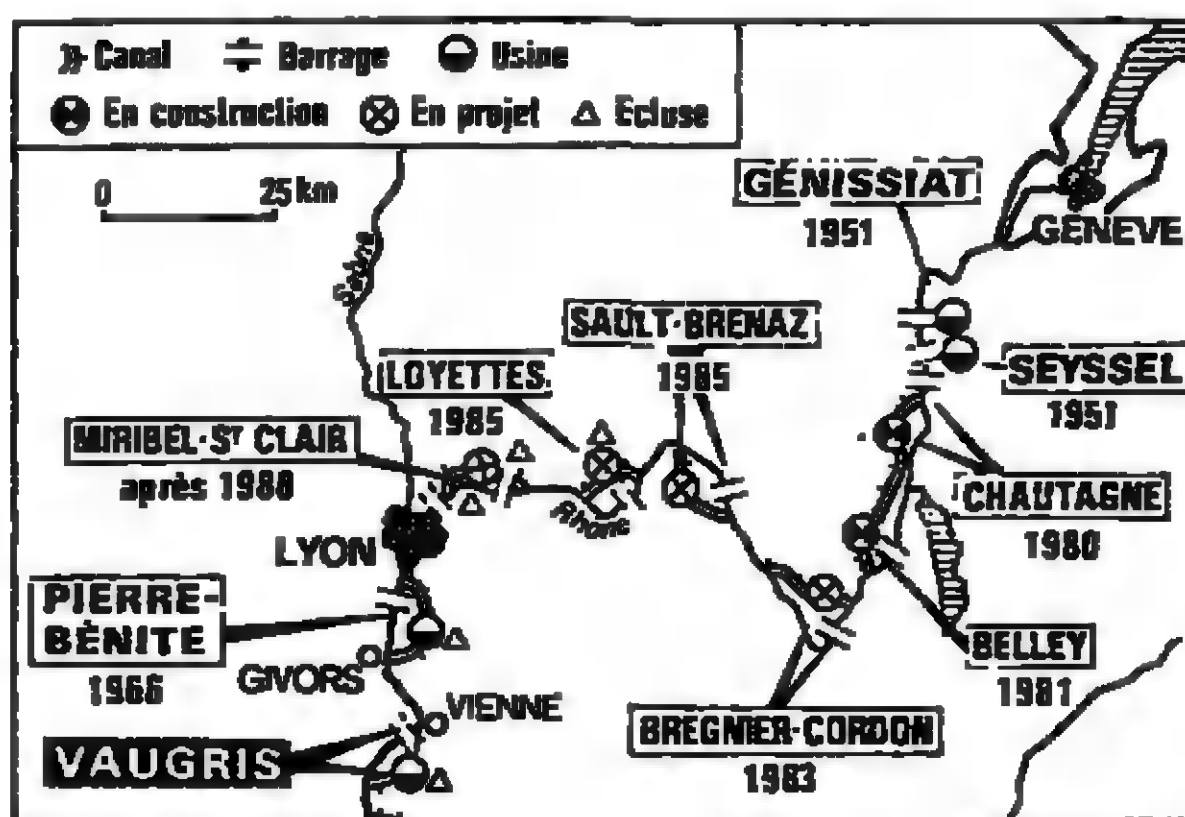 Canal Barrage Usine
En construction En projet Ecluse
0 25 km
GÉNISSIAT
1951
GENEVE
Saône
SAULT-BRENAZ
1985
LOYETTES
1985
SEYSSEL
1951
MIRIBEL-ST CLAIR
après 1988
CHAUTAGNE
1980
Rhone
LYON
PIERRE-
BÉNITE
1966
GIVORS
BELLEY
1981
VIENNE
BREGNIER-CORDON
1983
VAUGRIS